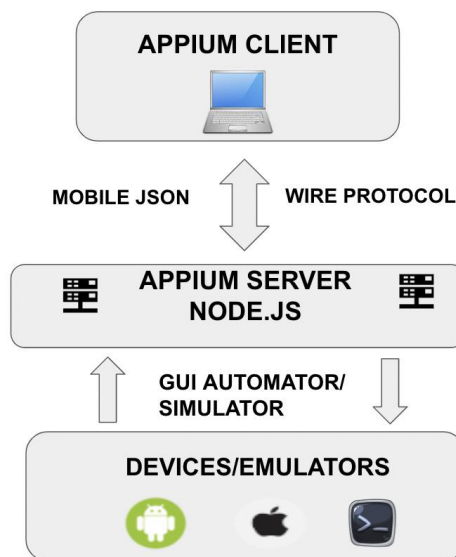 APPIUM CLIENT
MOBILE JSON
WIRE PROTOCOL
APPIUM SERVER
NODE.JS
GUI AUTOMATOR/
SIMULATOR
DEVICES/EMULATORS